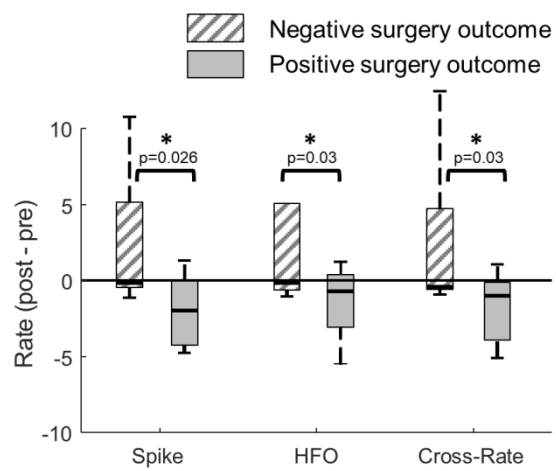 Negative surgery outcome
Positive surgery outcome
10
5
0
-5
-10
Rate (post - pre)
*
p=0.026
*
p=0.03
*
p=0.03
Spike
HFO
Cross-Rate